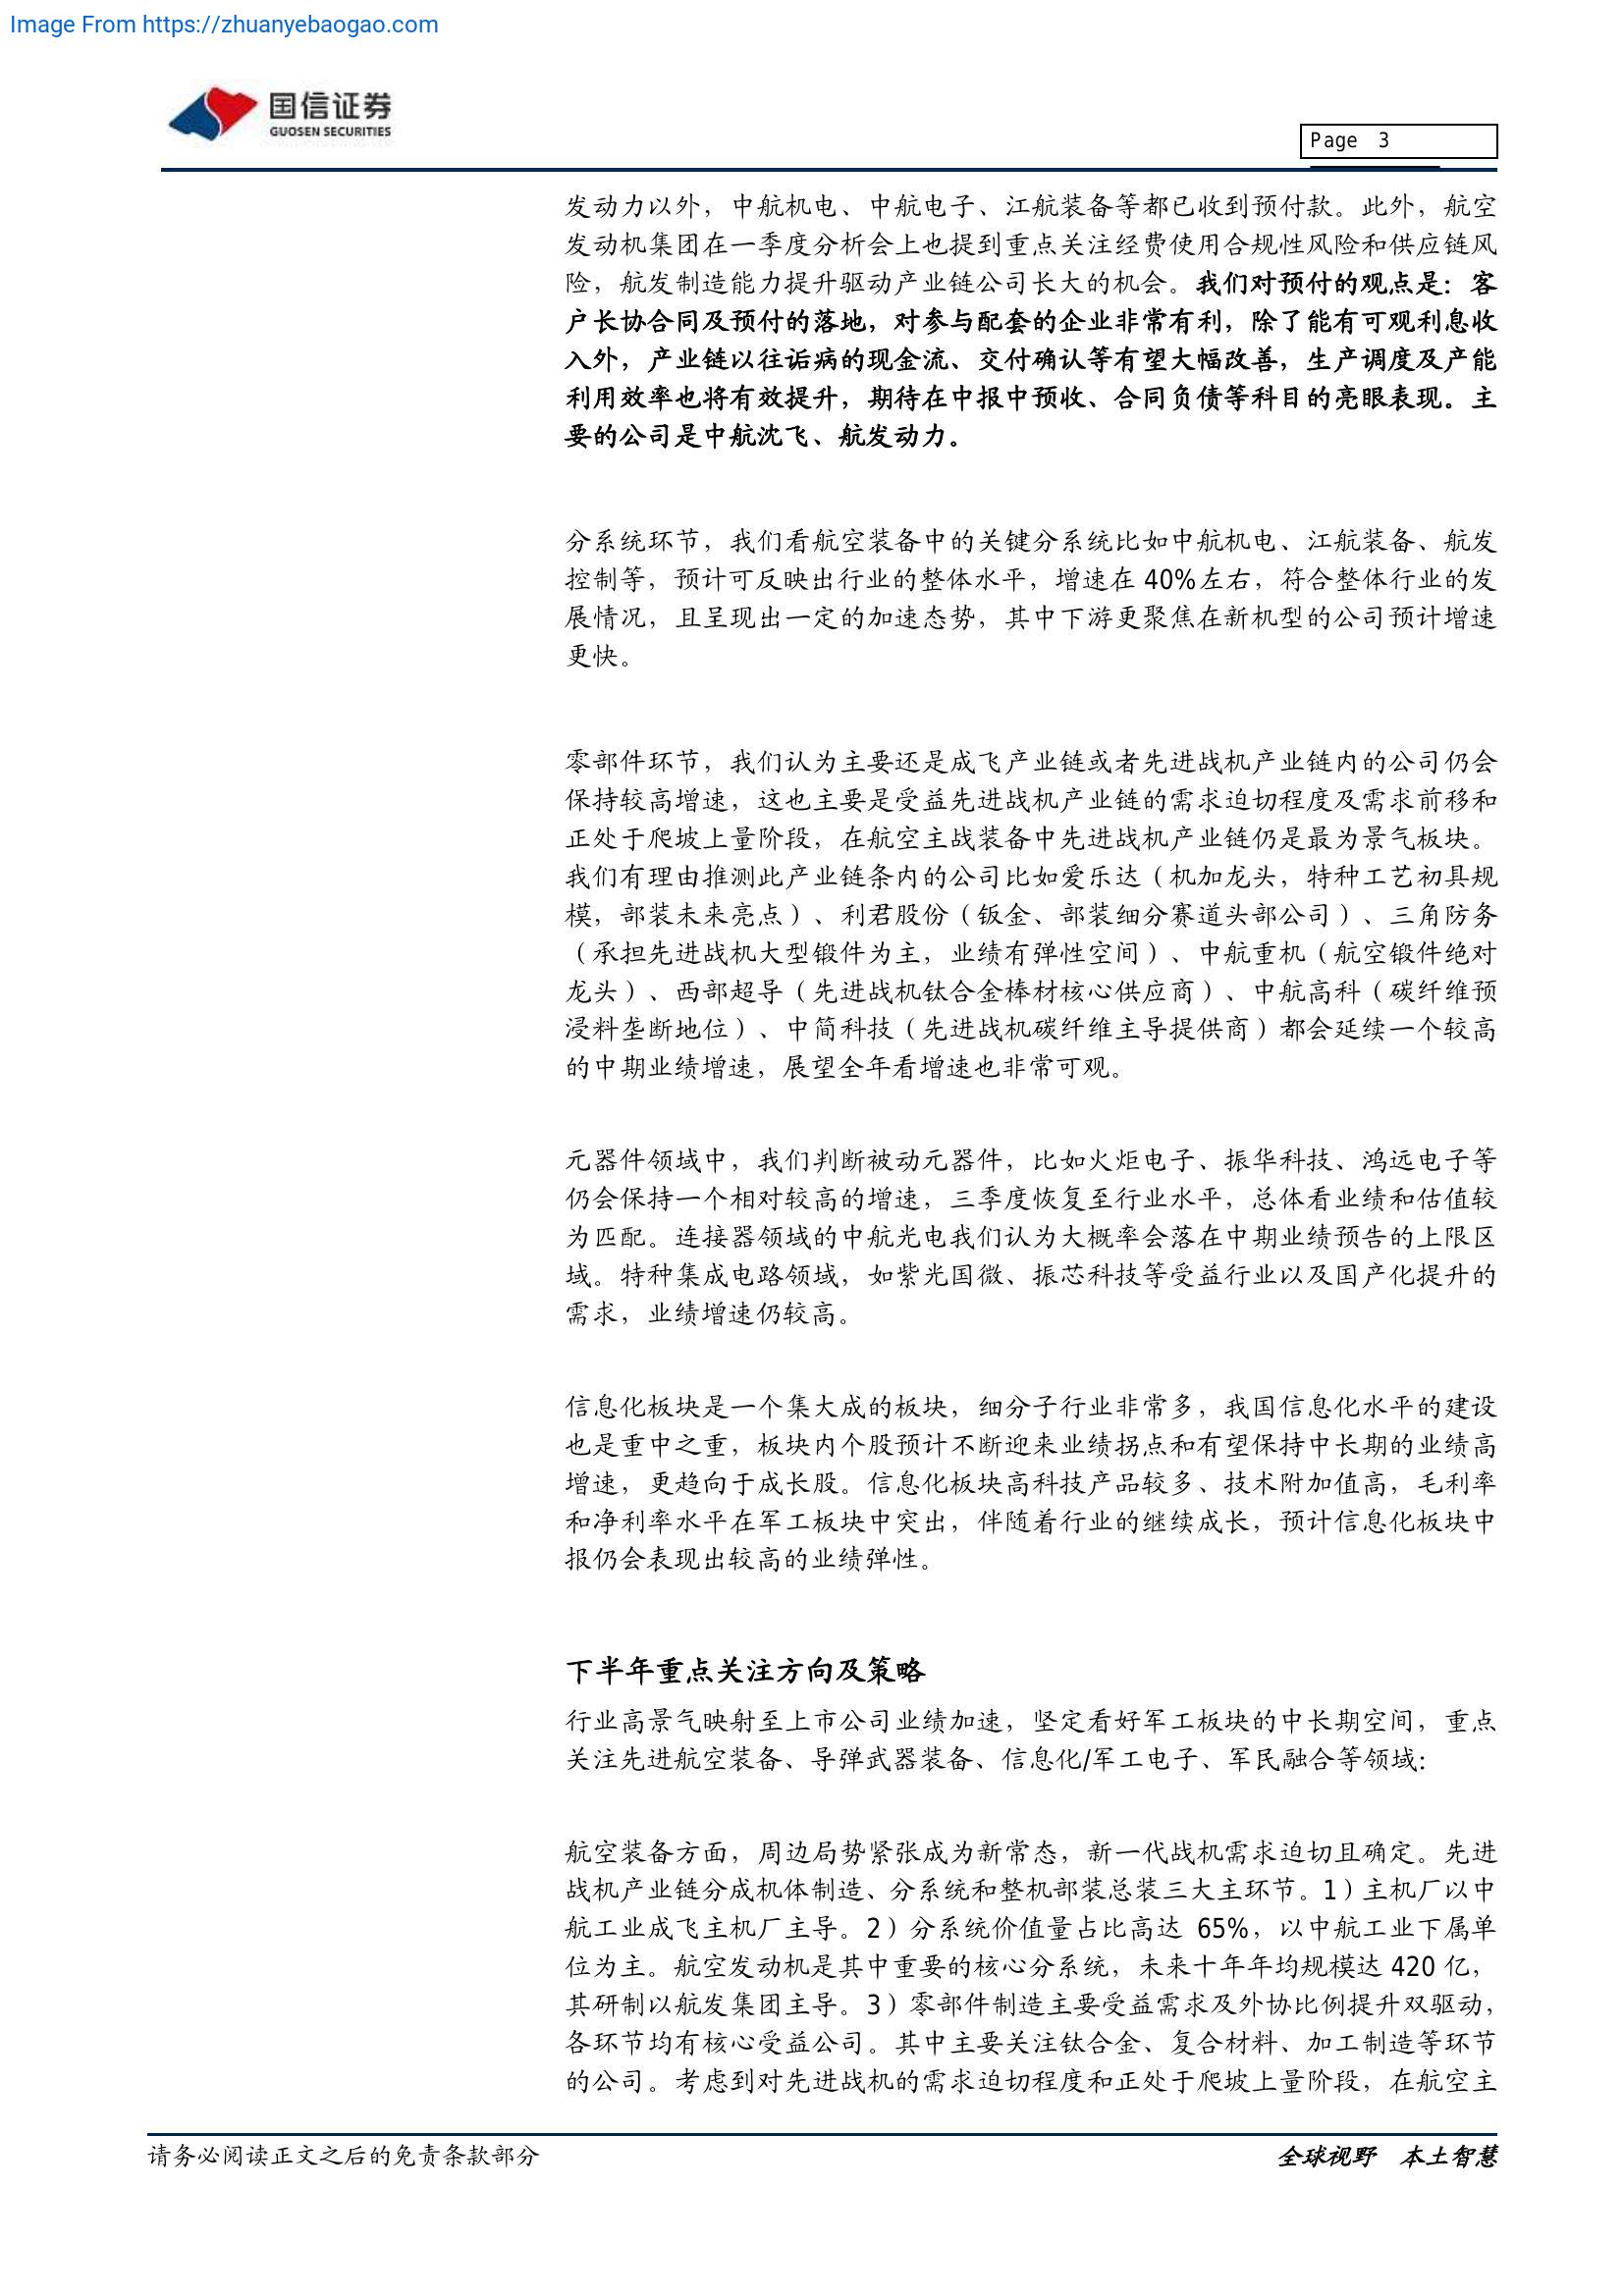 Image From https://zhuanyebaogao.com
国信证券
GUOSEN SECURITIES
Page 3
发动力以外，中航机电、中航电子、江航装备等都已收到预付款。此外，航空
发动机集团在一季度分析会上也提到重点关注经费使用合规性风险和供应链风
险，航发制造能力提升驱动产业链公司长大的机会。我们对预付的观点是：客
户长协合同及预付的落地，对参与配套的企业非常有利，除了能有可观利息收
入外，产业链以往诟病的现金流、交付确认等有望大幅改善，生产调度及产能
利用效率也将有效提升，期待在中报中预收、合同负债等科目的亮眼表现。主
要的公司是中航沈飞、航发动力。
分系统环节，我们看航空装备中的关键分系统比如中航机电、江航装备、航发
控制等，预计可反映出行业的整体水平，增速在 40%左右，符合整体行业的发
展情况，且呈现出一定的加速态势，其中下游更聚焦在新机型的公司预计增速
更快。
零部件环节，我们认为主要还是成飞产业链或者先进战机产业链内的公司仍会
保持较高增速，这也主要是受益先进战机产业链的需求迫切程度及需求前移和
正处于爬坡上量阶段，在航空主战装备中先进战机产业链仍是最为景气板块。
我们有理由推测此产业链条内的公司比如爱乐达（机加龙头，特种工艺初具规
模，部装未来亮点）、利君股份（钣金、部装细分赛道头部公司）、三角防务
（承担先进战机大型锻件为主，业绩有弹性空间）、中航重机（航空锻件绝对
龙头）、西部超导（先进战机钛合金棒材核心供应商）、中航高科（碳纤维预
浸料垄断地位）、中简科技（先进战机碳纤维主导提供商）都会延续一个较高
的中期业绩增速，展望全年看增速也非常可观。
元器件领域中，我们判断被动元器件，比如火炬电子、振华科技、鸿远电子等
仍会保持一个相对较高的增速，三季度恢复至行业水平，总体看业绩和估值较
为匹配。连接器领域的中航光电我们认为大概率会落在中期业绩预告的上限区
域。特种集成电路领域，如紫光国微、振芯科技等受益行业以及国产化提升的
需求，业绩增速仍较高。
信息化板块是一个集大成的板块，细分子行业非常多，我国信息化水平的建设
也是重中之重，板块内个股预计不断迎来业绩拐点和有望保持中长期的业绩高
增速，更趋向于成长股。信息化板块高科技产品较多、技术附加值高，毛利率
和净利率水平在军工板块中突出，伴随着行业的继续成长，预计信息化板块中
报仍会表现出较高的业绩弹性。
下半年重点关注方向及策略
行业高景气映射至上市公司业绩加速，坚定看好军工板块的中长期空间，重点
关注先进航空装备、导弹武器装备、信息化/军工电子、军民融合等领域：
航空装备方面，周边局势紧张成为新常态，新一代战机需求迫切且确定。先进
战机产业链分成机体制造、分系统和整机部装总装三大主环节。1）主机厂以中
航工业成飞主机厂主导。2）分系统价值量占比高达 65%，以中航工业下属单
位为主。航空发动机是其中重要的核心分系统，未来十年年均规模达 420 亿，
其研制以航发集团主导。3）零部件制造主要受益需求及外协比例提升双驱动，
各环节均有核心受益公司。其中主要关注钛合金、复合材料、加工制造等环节
的公司。考虑到对先进战机的需求迫切程度和正处于爬坡上量阶段，在航空主
请务必阅读正文之后的免责条款部分
全球视野 本土智慧